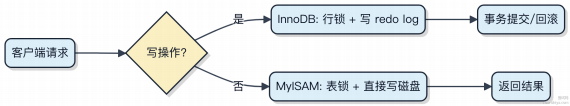 客户端请求
写操作?
是
InnoDB: 行锁 + 写 redo log
事务提交/回滚
否
MyISAM: 表锁 + 直接写磁盘
返回结果